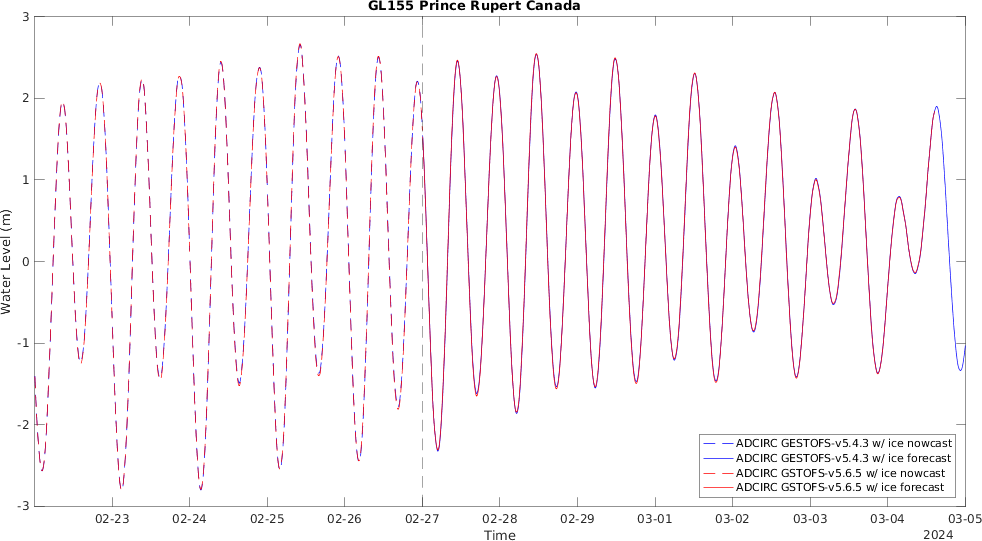 GL155 Prince Rupert Canada
3
2
1
0
-1
-2
-3
Water Level (m)
ADCIRC GESTOFS-v5.4.3 w/ ice nowcast
ADCIRC GESTOFS-v5.4.3 w/ ice forecast
ADCIRC GSTOFS-v5.6.5 w/ ice nowcast
ADCIRC GSTOFS-v5.6.5 w/ ice forecast
02-23 02-24 02-25 02-26 02-27 02-28 02-29 03-01 03-02 03-03 03-04 03-05
Time
2024